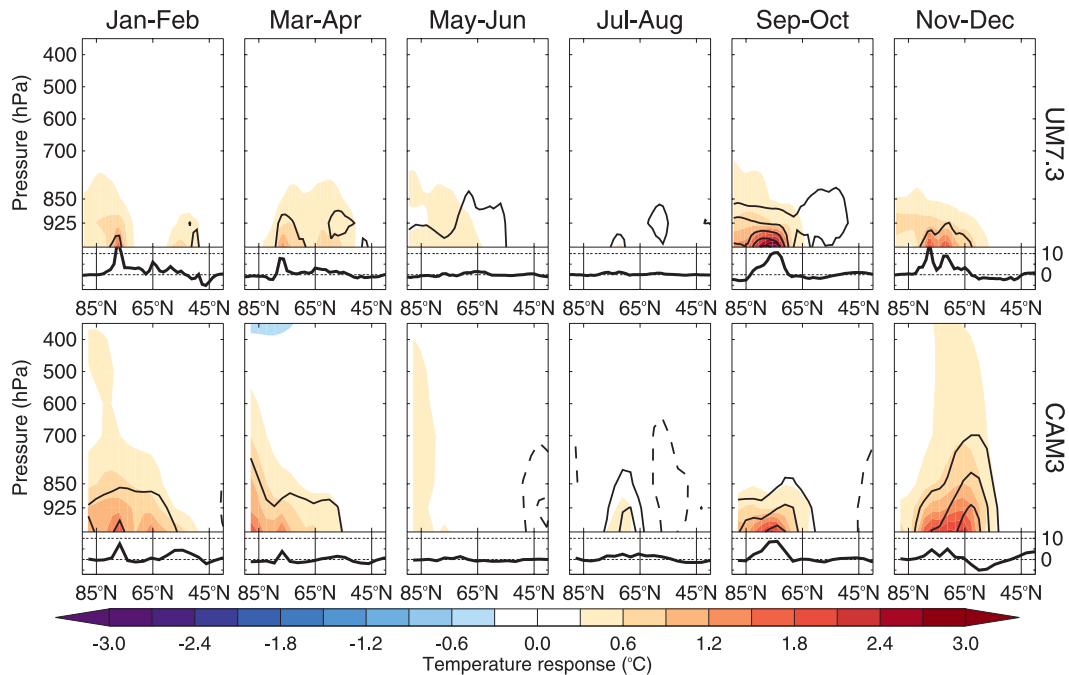 Jan-Feb Mar-Apr May-Jun Jul-Aug Sep-Oct Nov-Dec
Pressure (hPa)
400
500
600
700
850
925
UM7.3
10
0
85°N 65°N 45°N 85°N 65°N 45°N 85°N 65°N 45°N 85°N 65°N 45°N 85°N 65°N 45°N 85°N 65°N 45°N
Pressure (hPa)
400
500
600
700
850
925
CAM3
10
0
85°N 65°N 45°N 85°N 65°N 45°N 85°N 65°N 45°N 85°N 65°N 45°N 85°N 65°N 45°N 85°N 65°N 45°N
-3.0 -2.4 -1.8 -1.2 -0.6 0.0 0.6 1.2 1.8 2.4 3.0
Temperature response (°C)